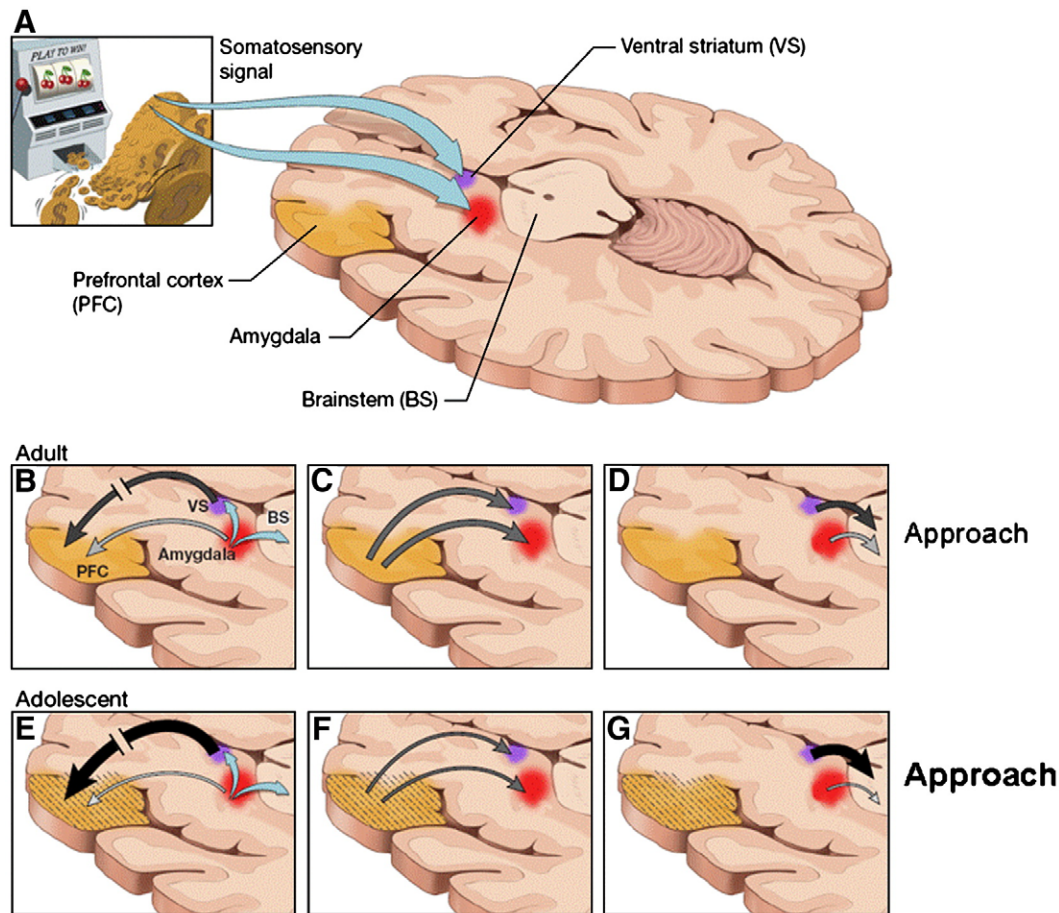 A
PLAY TO WIN!
Somatosensory
signal
Ventral striatum (VS)
Prefrontal cortex
(PFC)
Amygdala
Brainstem (BS)
Adult
B
VS
BS
Amygdala
PFC
C
D
Approach
Adolescent
E
F
G
Approach